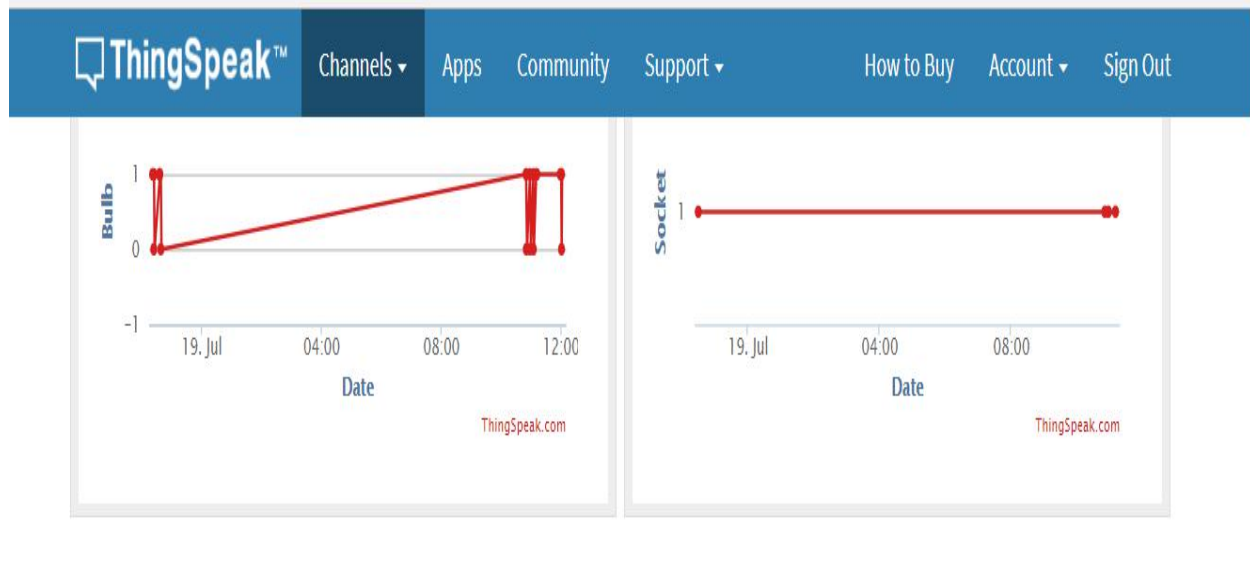 ThingSpeak™ Channels Apps Community Support How to Buy Account Sign Out
Bulb
1
0
-1
19. Jul 04:00 08:00 12:00
Date
ThingSpeak.com
Socket
1
19. Jul 04:00 08:00
Date
ThingSpeak.com